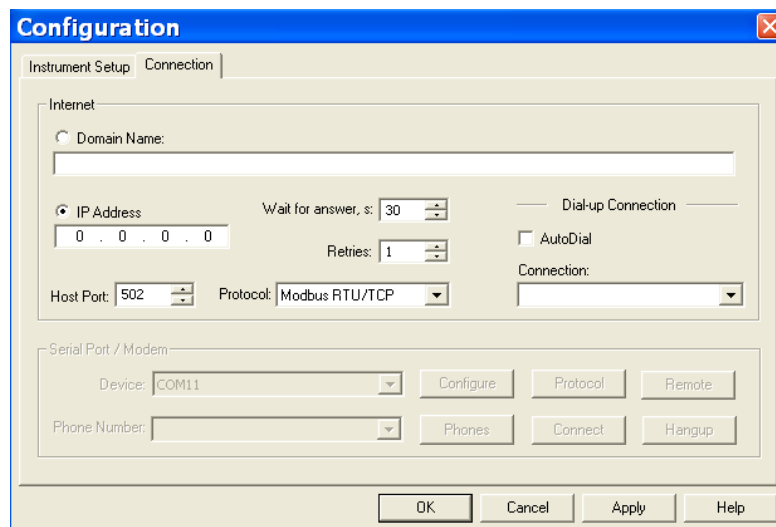 Configuration
Instrument Setup Connection
Internet
Domain Name:
IP Address
0 . 0 . 0 . 0
Wait for answer, s: 30
Retries: 1
Dial-up Connection
AutoDial
Connection:
Host Port: 502 Protocol: Modbus RTU/TCP
Serial Port / Modem
Device: COM11 Configure Protocol Remote
Phone Number: Phones Connect Hangup
OK Cancel Apply Help